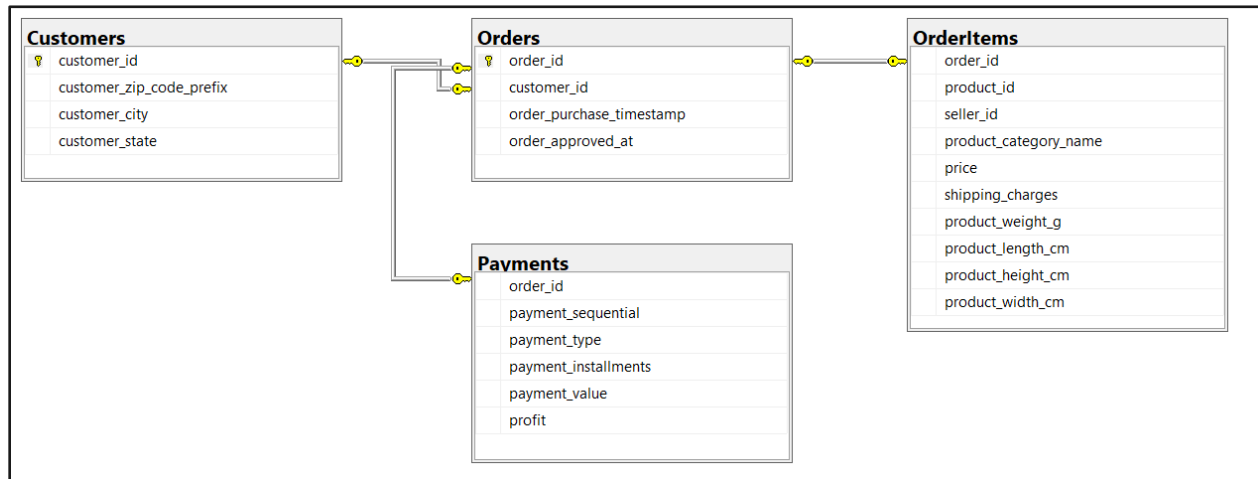 Customers
customer_id
customer_zip_code_prefix
customer_city
customer_state
Orders
order_id
customer_id
order_purchase_timestamp
order_approved_at
OrderItems
order_id
product_id
seller_id
product_category_name
price
shipping_charges
product_weight_g
product_length_cm
product_height_cm
product_width_cm
Payments
order_id
payment_sequential
payment_type
payment_installments
payment_value
profit